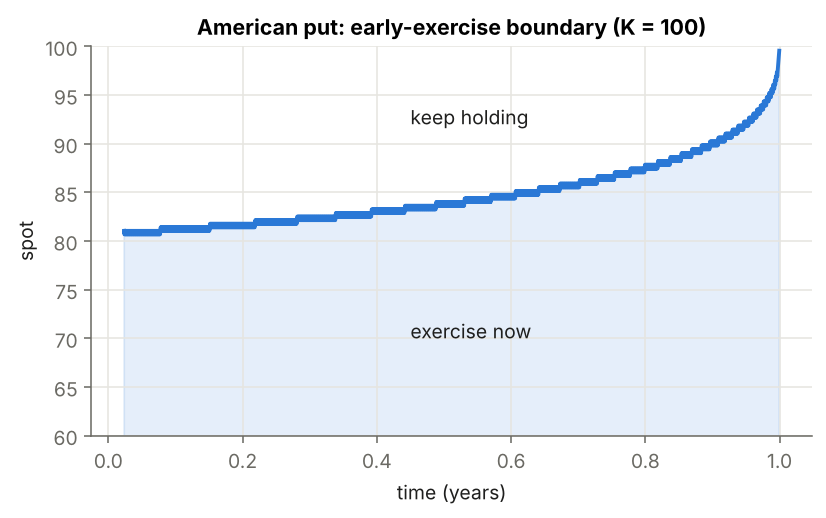 American put: early-exercise boundary (K = 100)
100
95
90
85
80
75
70
65
60
spot
keep holding
exercise now
0.0 0.2 0.4 0.6 0.8 1.0
time (years)